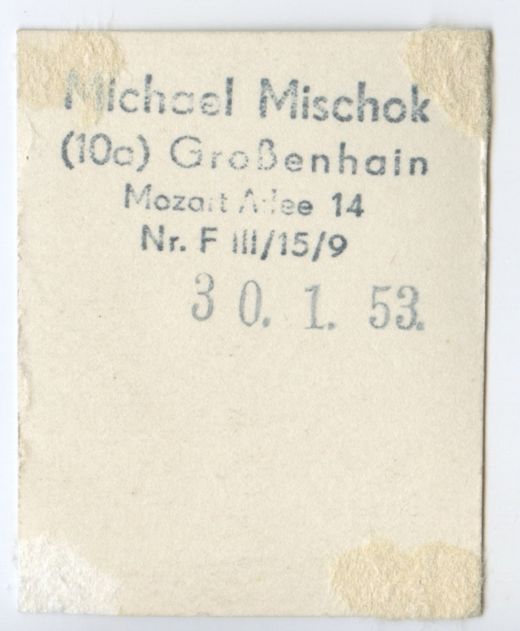 Michael Mischok
(10a) Großenhain
Mozart Allee 14
Nr. F III/15/9
30. 1. 53.